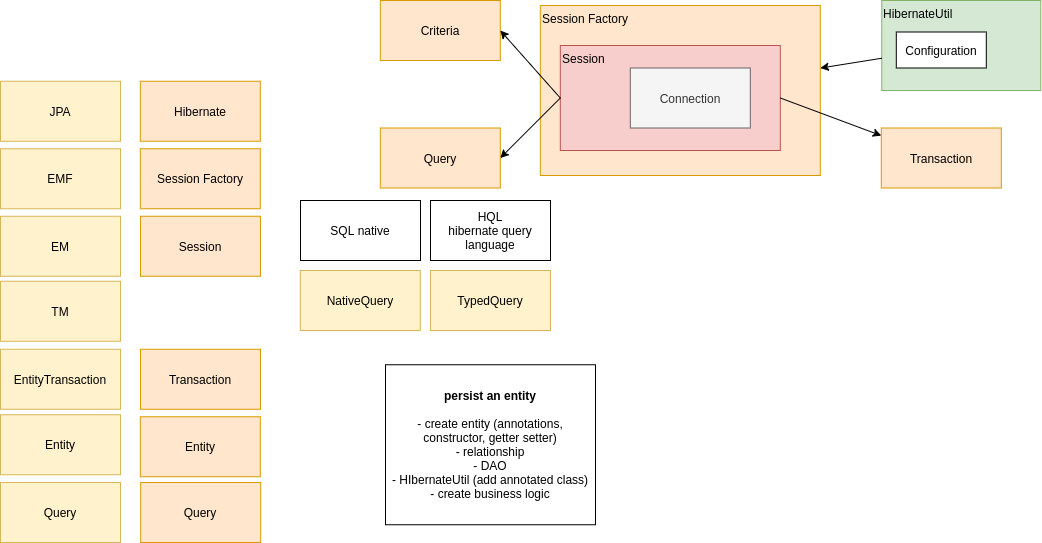 Criteria
Session Factory
HibernateUtil
Configuration
Session
Connection
Query
Transaction
JPA
Hibernate
EMF
Session Factory
EM
Session
TM
EntityTransaction
Transaction
Entity
Entity
Query
Query
SQL native
HQL
hibernate query
language
NativeQuery
TypedQuery
persist an entity
- create entity (annotations,
constructor, getter setter)
- relationship
- DAO
- HIbernateUtil (add annotated class)
- create business logic